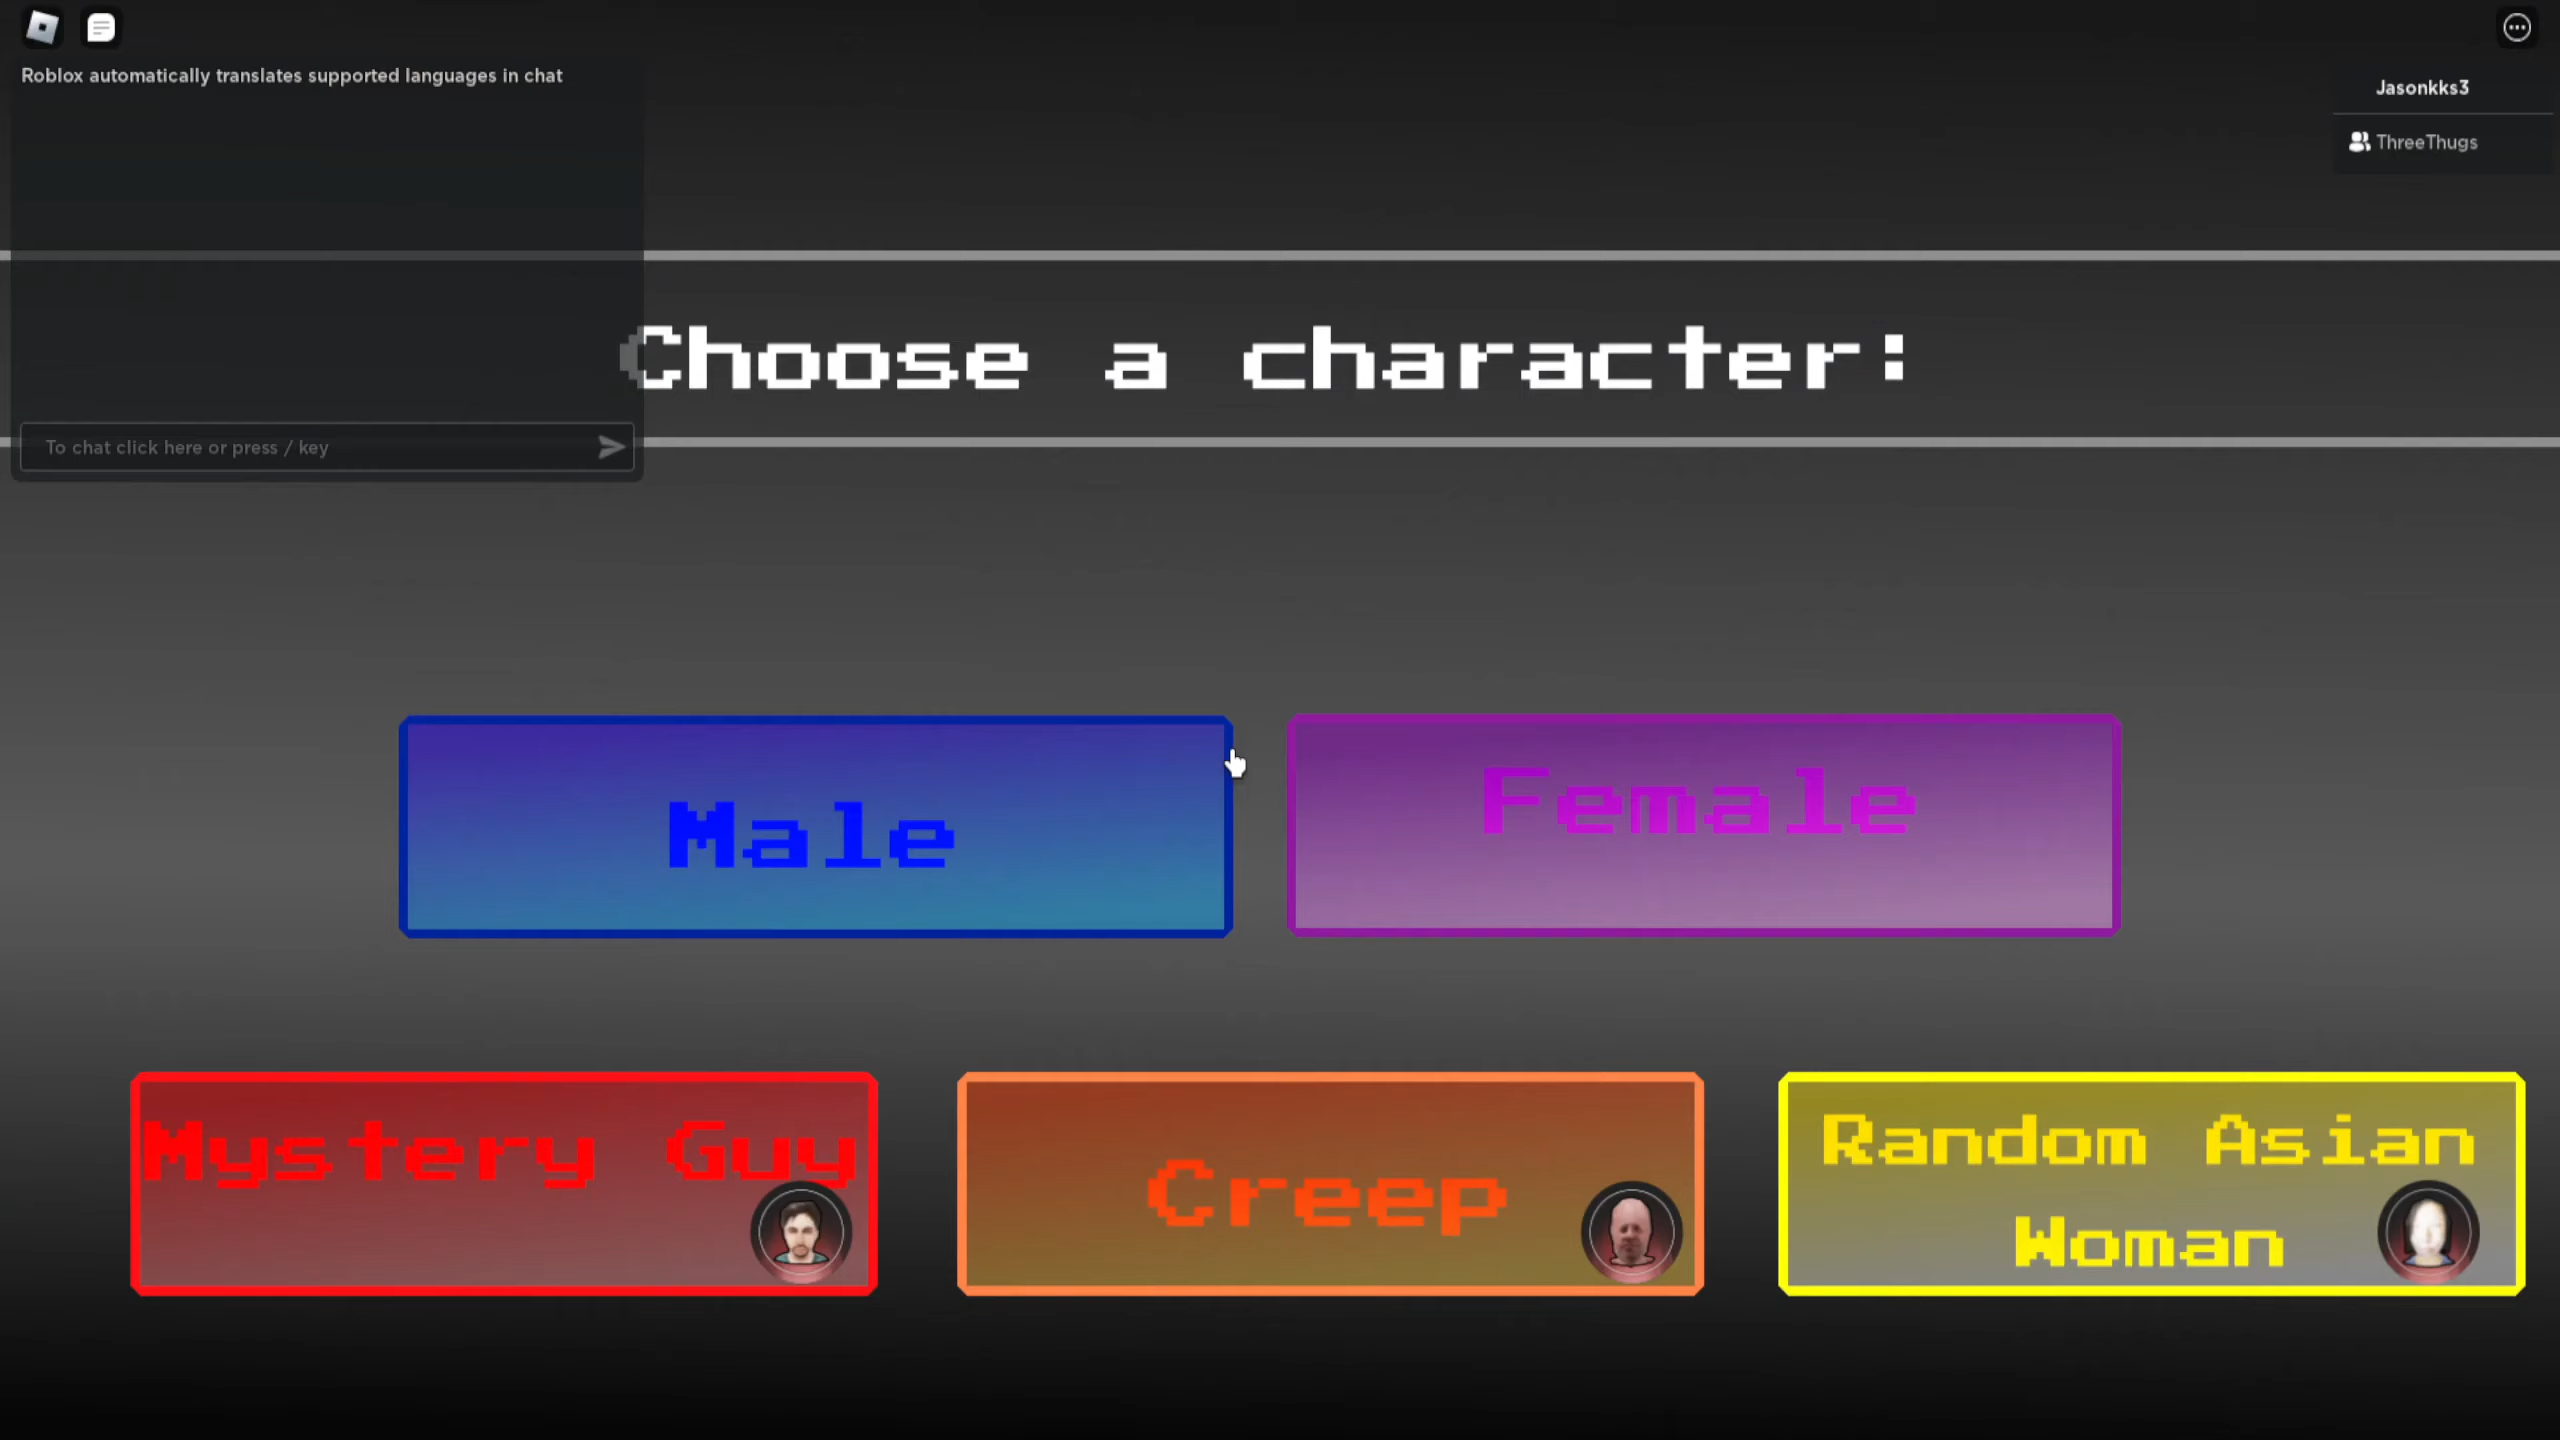 Roblox automatically translates supported languages in chat
Jasonkks3
ThreeThugs
Choose a character:
To chat click here or press / key
Male
Female
Mystery Guy
Creep
Random Asian
Woman